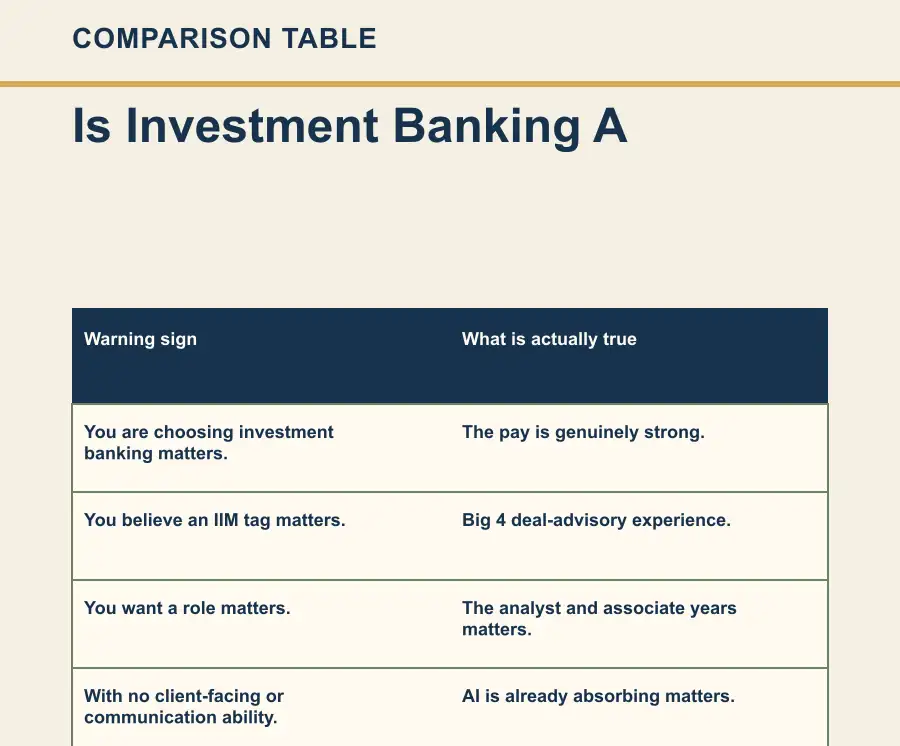 COMPARISON TABLE
Is Investment Banking A
Warning sign
What is actually true
You are choosing investment
banking matters.
The pay is genuinely strong.
You believe an IIM tag matters.
Big 4 deal-advisory experience.
You want a role matters.
The analyst and associate years
matters.
With no client-facing or
communication ability.
AI is already absorbing matters.